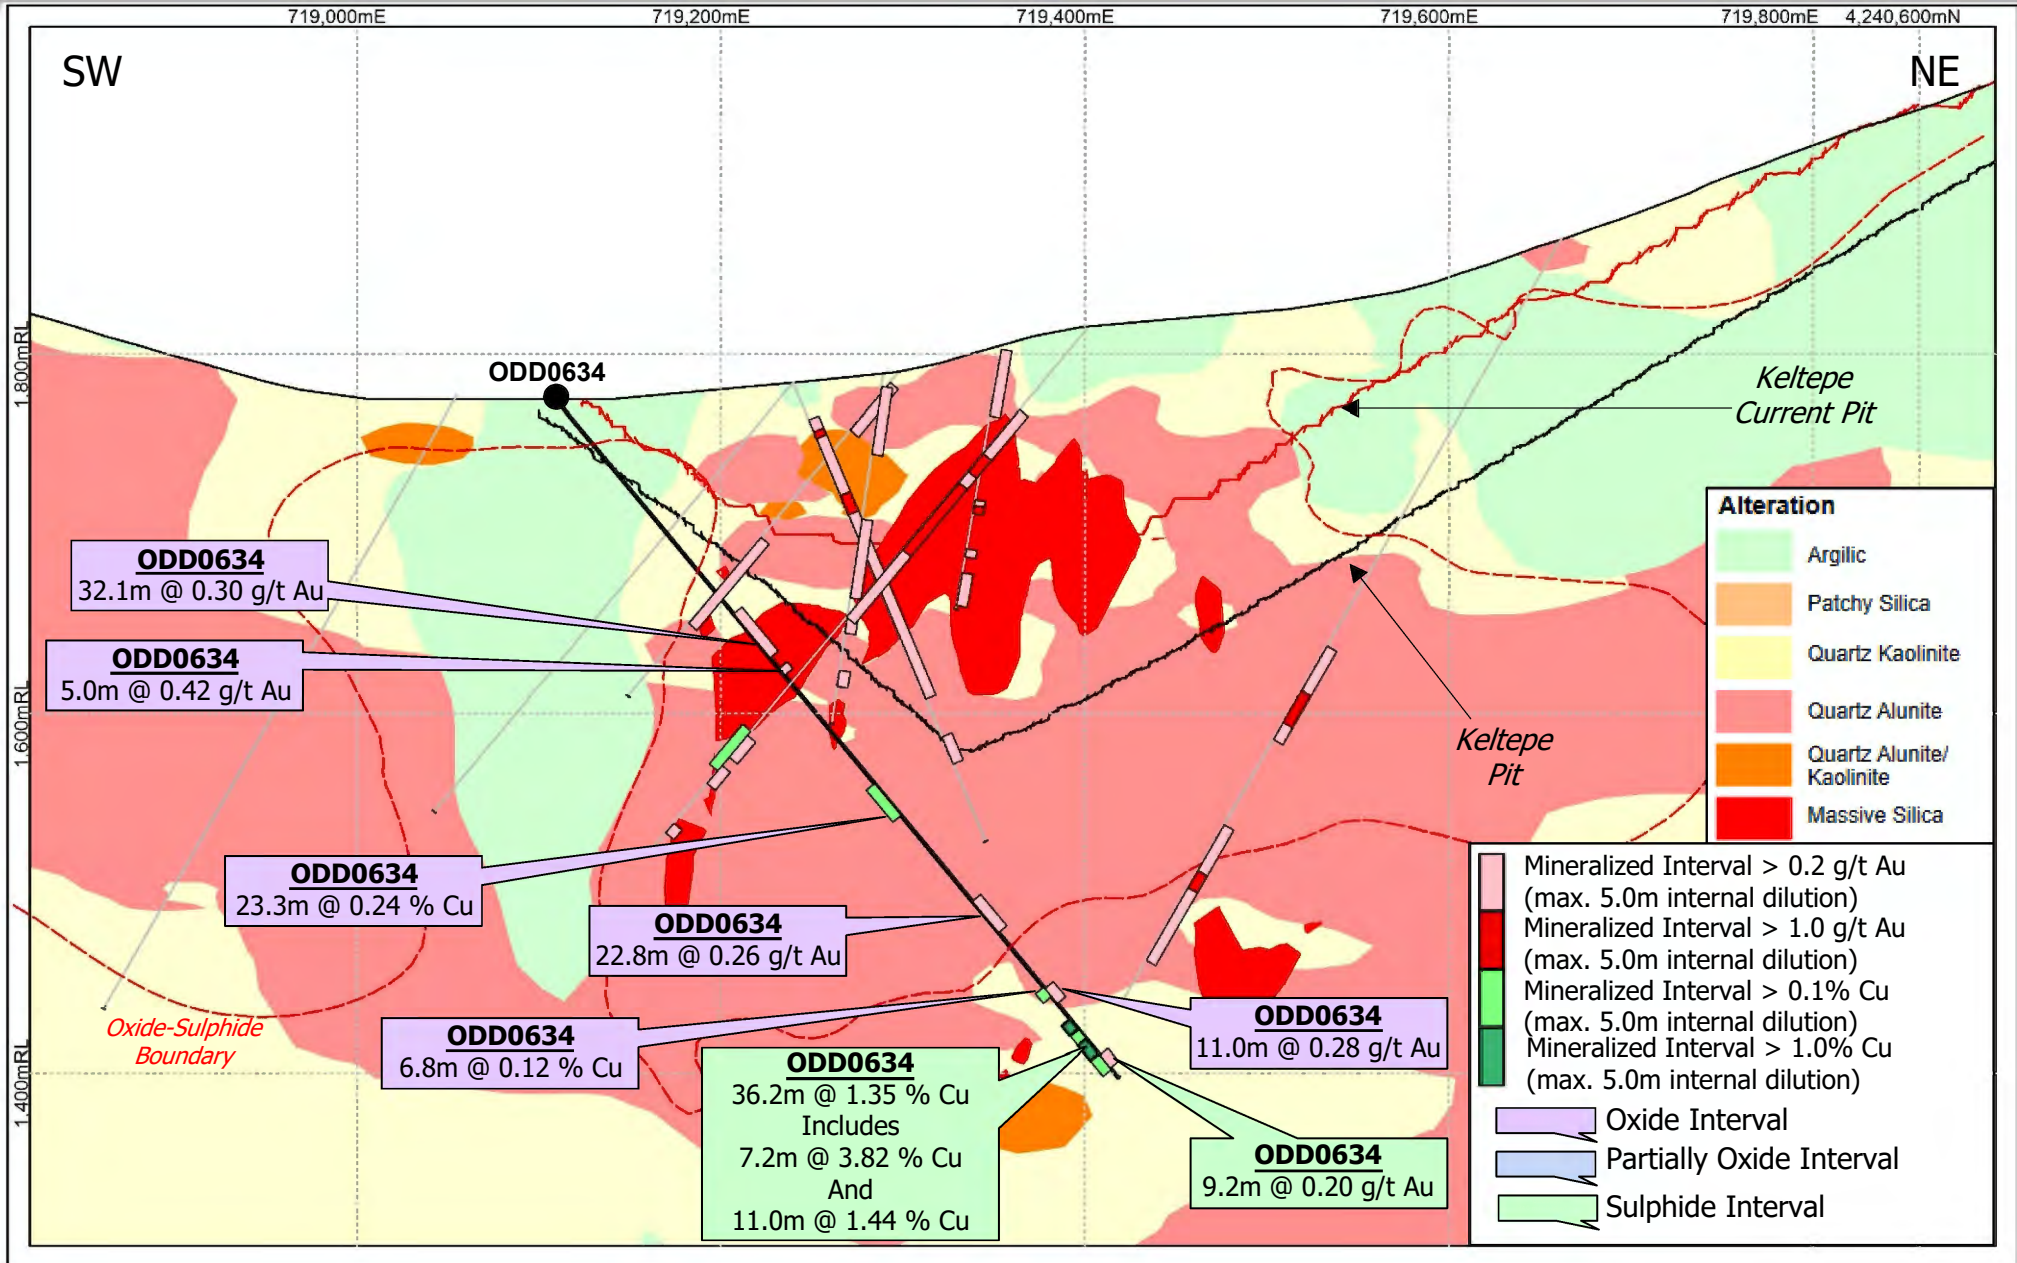 719,000mE 719,200mE 719,400mE 719,600mE 719,800mE 4,240,600mN
SW NE
1.800mRL
1.600mRL
1.400mRL
ODD0634
Keltepe
Current Pit
Keltepe
Pit
ODD0634
32.1m @ 0.30 g/t Au
ODD0634
5.0m @ 0.42 g/t Au
ODD0634
23.3m @ 0.24 % Cu
ODD0634
22.8m @ 0.26 g/t Au
ODD0634
6.8m @ 0.12 % Cu
ODD0634
11.0m @ 0.28 g/t Au
ODD0634
36.2m @ 1.35 % Cu
Includes
7.2m @ 3.82 % Cu
And
11.0m @ 1.44 % Cu
ODD0634
9.2m @ 0.20 g/t Au
Oxide-Sulphide
Boundary
Alteration
Argilic
Patchy Silica
Quartz Kaolinite
Quartz Alunite
Quartz Alunite/
Kaolinite
Massive Silica
Mineralized Interval > 0.2 g/t Au
(max. 5.0m internal dilution)
Mineralized Interval > 1.0 g/t Au
(max. 5.0m internal dilution)
Mineralized Interval > 0.1% Cu
(max. 5.0m internal dilution)
Mineralized Interval > 1.0% Cu
(max. 5.0m internal dilution)
Oxide Interval
Partially Oxide Interval
Sulphide Interval